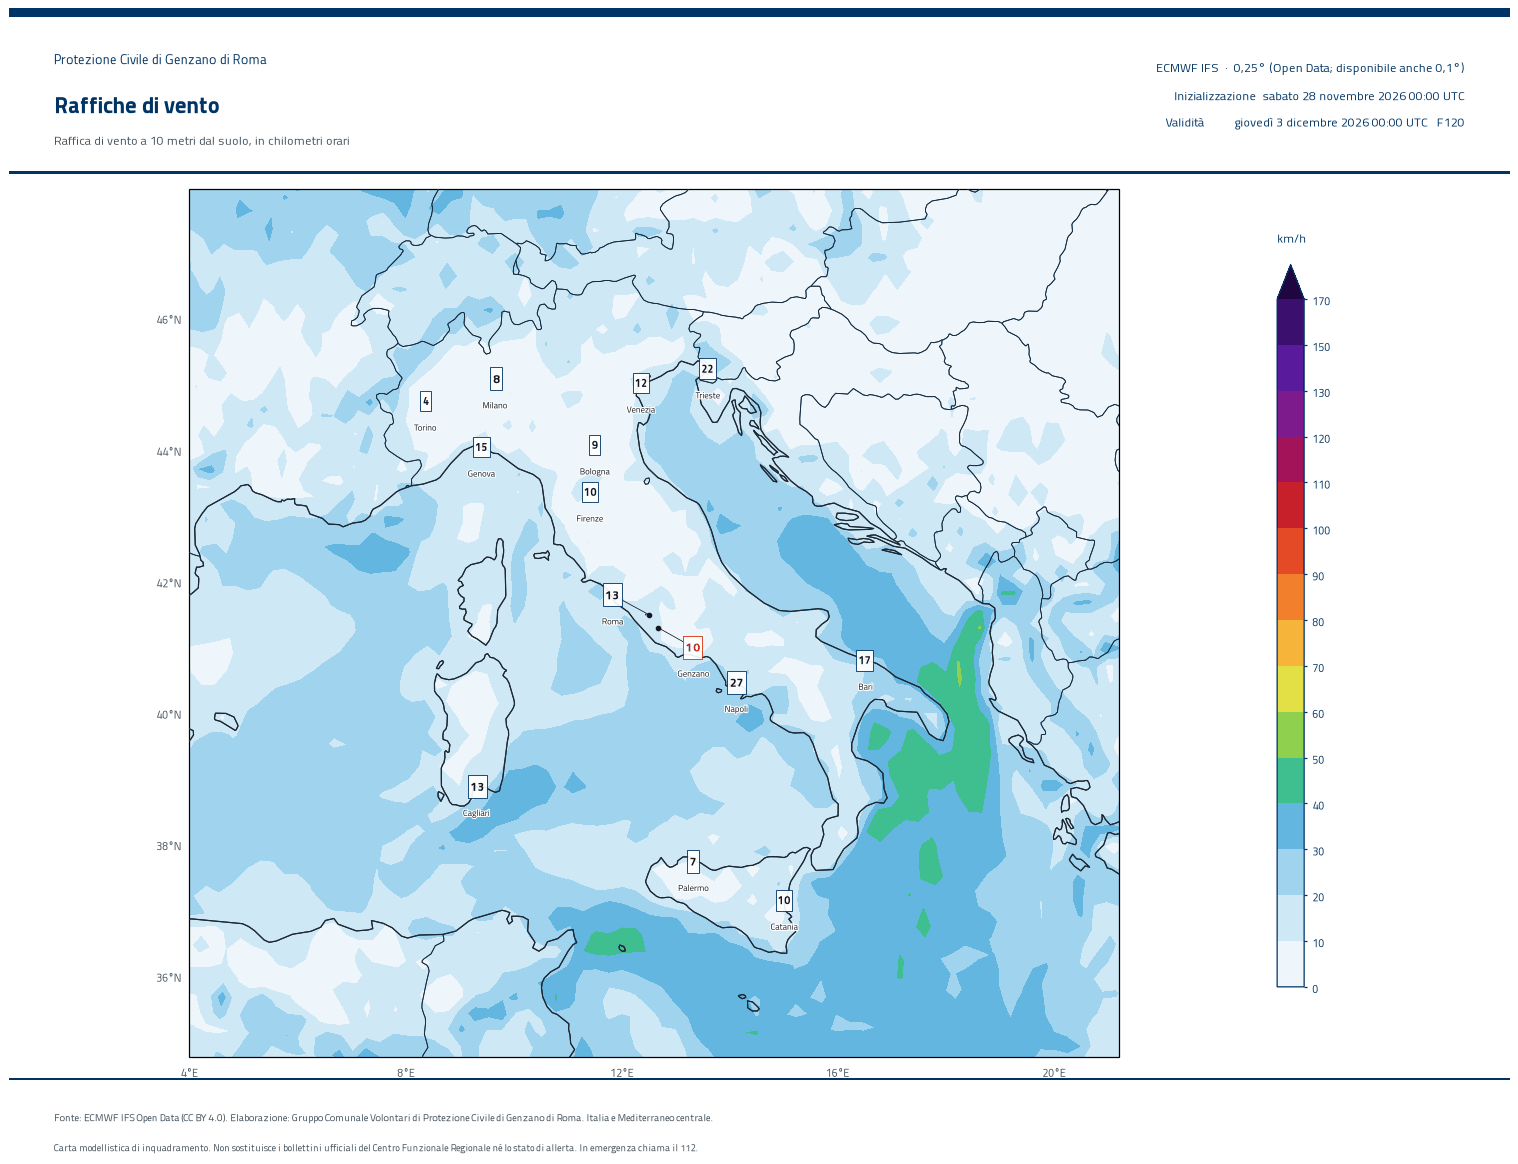 Protezione Civile di Genzano di Roma
Raffiche di vento
Raffica di vento a 10 metri dal suolo, in chilometri orari
ECMWF IFS · 0,25° (Open Data; disponibile anche 0,1°)
Inizializzazione sabato 28 novembre 2026 00:00 UTC
Validità giovedì 3 dicembre 2026 00:00 UTC F120
km/h
170
150
130
120
110
100
90
80
70
60
50
40
30
20
10
0
46°N
44°N
42°N
40°N
38°N
36°N
4°E
8°E
12°E
16°E
20°E
22
Trieste
12
Venezia
8
Milano
4
Torino
15
Genova
9
Bologna
10
Firenze
13
Roma
10
Genzano
27
Napoli
17
Bari
13
Cagliari
7
Palermo
10
Catania
Fonte: ECMWF IFS Open Data (CC BY 4.0). Elaborazione: Gruppo Comunale Volontari di Protezione Civile di Genzano di Roma. Italia e Mediterraneo centrale.
Carta modellistica di inquadramento. Non sostituisce i bollettini ufficiali del Centro Funzionale Regionale né lo stato di allerta. In emergenza chiama il 112.